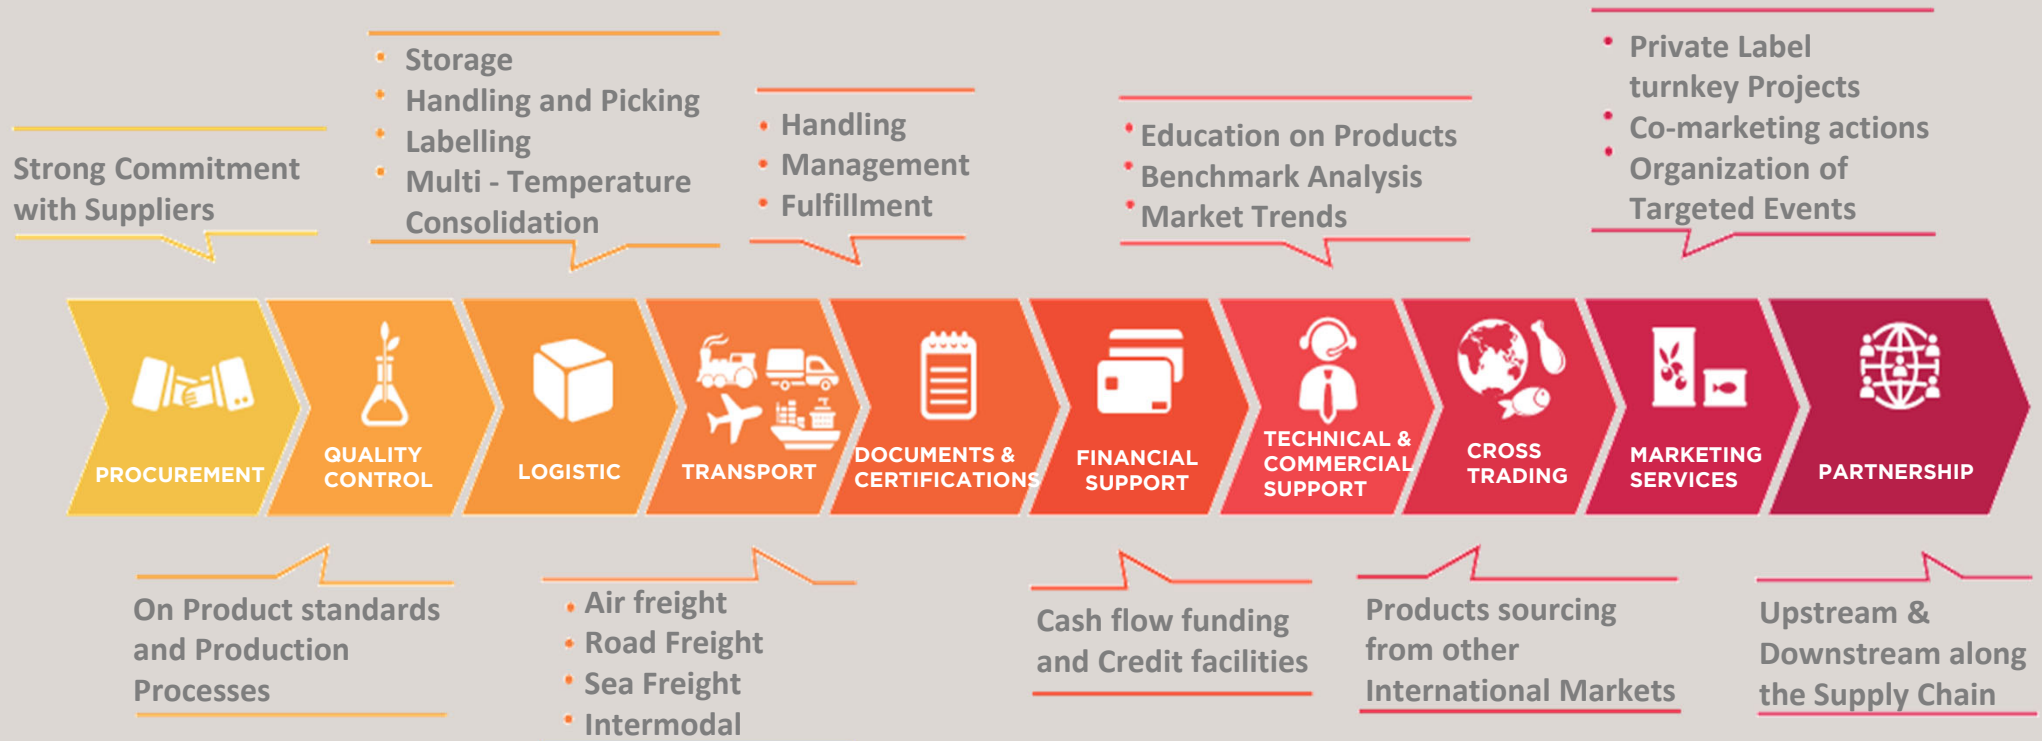 Strong Commitment
with Suppliers
Storage
Handling and Picking
Labelling
Multi - Temperature
Consolidation
Handling
Management
Fulfillment
Education on Products
Benchmark Analysis
Market Trends
Private Label
turnkey Projects
Co-marketing actions
Organization of
Targeted Events
PROCUREMENT
QUALITY
CONTROL
LOGISTIC
TRANSPORT
DOCUMENTS &
CERTIFICATIONS
FINANCIAL
SUPPORT
TECHNICAL &
COMMERCIAL
SUPPORT
CROSS
TRADING
MARKETING
SERVICES
PARTNERSHIP
On Product standards
and Production
Processes
Air freight
Road Freight
Sea Freight
Intermodal
Cash flow funding
and Credit facilities
Products sourcing
from other
International Markets
Upstream &
Downstream along
the Supply Chain